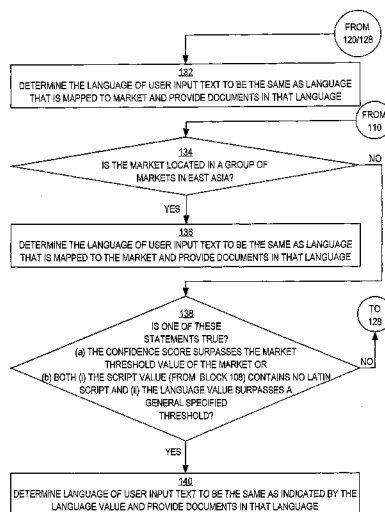 FROM
120/128
132
DETERMINE THE LANGUAGE OF USER INPUT TEXT TO BE THE SAME AS LANGUAGE
THAT IS MAPPED TO MARKET AND PROVIDE DOCUMENTS IN THAT LANGUAGE
FROM
110
134
IS THE MARKET LOCATED IN A GROUP OF
MARKETS IN EAST ASIA?
NO
YES
136
DETERMINE THE LANGUAGE OF USER INPUT TEXT TO BE THE SAME AS LANGUAGE
THAT IS MAPPED TO THE MARKET AND PROVIDE DOCUMENTS IN THAT LANGUAGE
138
IS ONE OF THESE
STATEMENTS TRUE?
(a) THE CONFIDENCE SCORE SURPASSES THE MARKET
THRESHOLD VALUE OF THE MARKET OR
(b) BOTH (i) THE SCRIPT VALUE (FROM BLOCK 108) CONTAINS NO LATIN
SCRIPT AND (ii) THE LANGUAGE VALUE SURPASSES A
GENERAL SPECIFIED
THRESHOLD?
TO
128
NO
YES
140
DETERMINE LANGUAGE OF USER INPUT TEXT TO BE THE SAME AS INDICATED BY THE
LANGUAGE VALUE AND PROVIDE DOCUMENTS IN THAT LANGUAGE